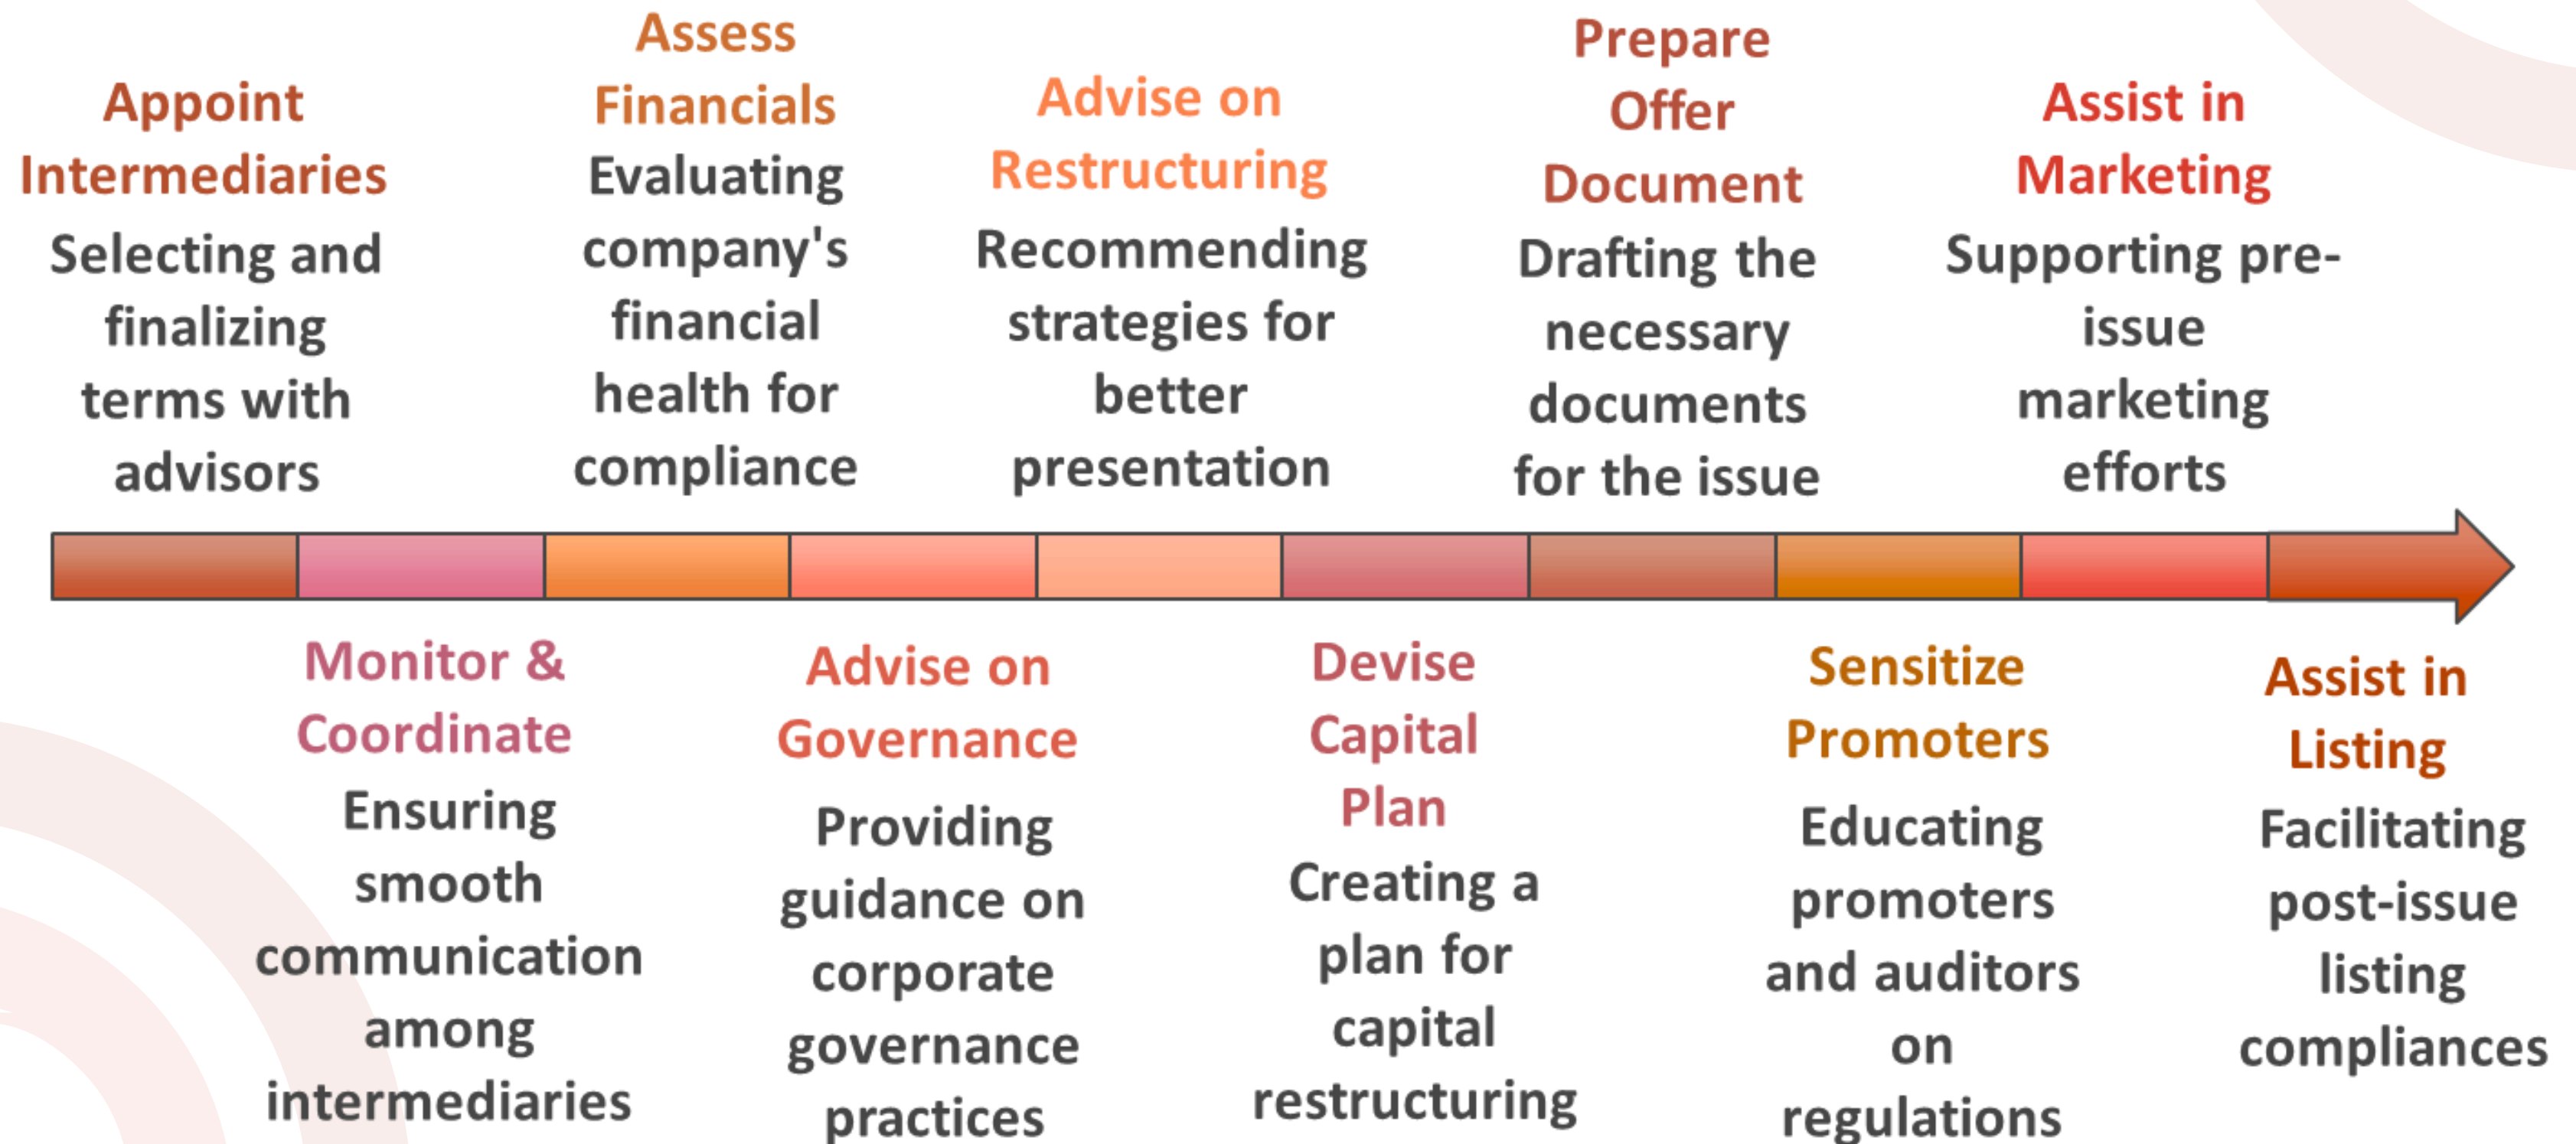 Appoint
Intermediaries
Selecting and
finalizing
terms with
advisors
Monitor &
Coordinate
Ensuring
smooth
communication
among
intermediaries
Assess
Financials
Evaluating
company's
financial
health for
compliance
Advise on
Governance
Providing
guidance on
corporate
governance
practices
Advise on
Restructuring
Recommending
strategies for
better
presentation
Devise
Capital
Plan
Creating a
plan for
capital
restructuring
Prepare
Offer
Document
Drafting the
necessary
documents
for the issue
Sensitize
Promoters
Educating
promoters
and auditors
on
regulations
Assist in
Marketing
Supporting pre-
issue
marketing
efforts
Assist in
Listing
Facilitating
post-issue
listing
compliances